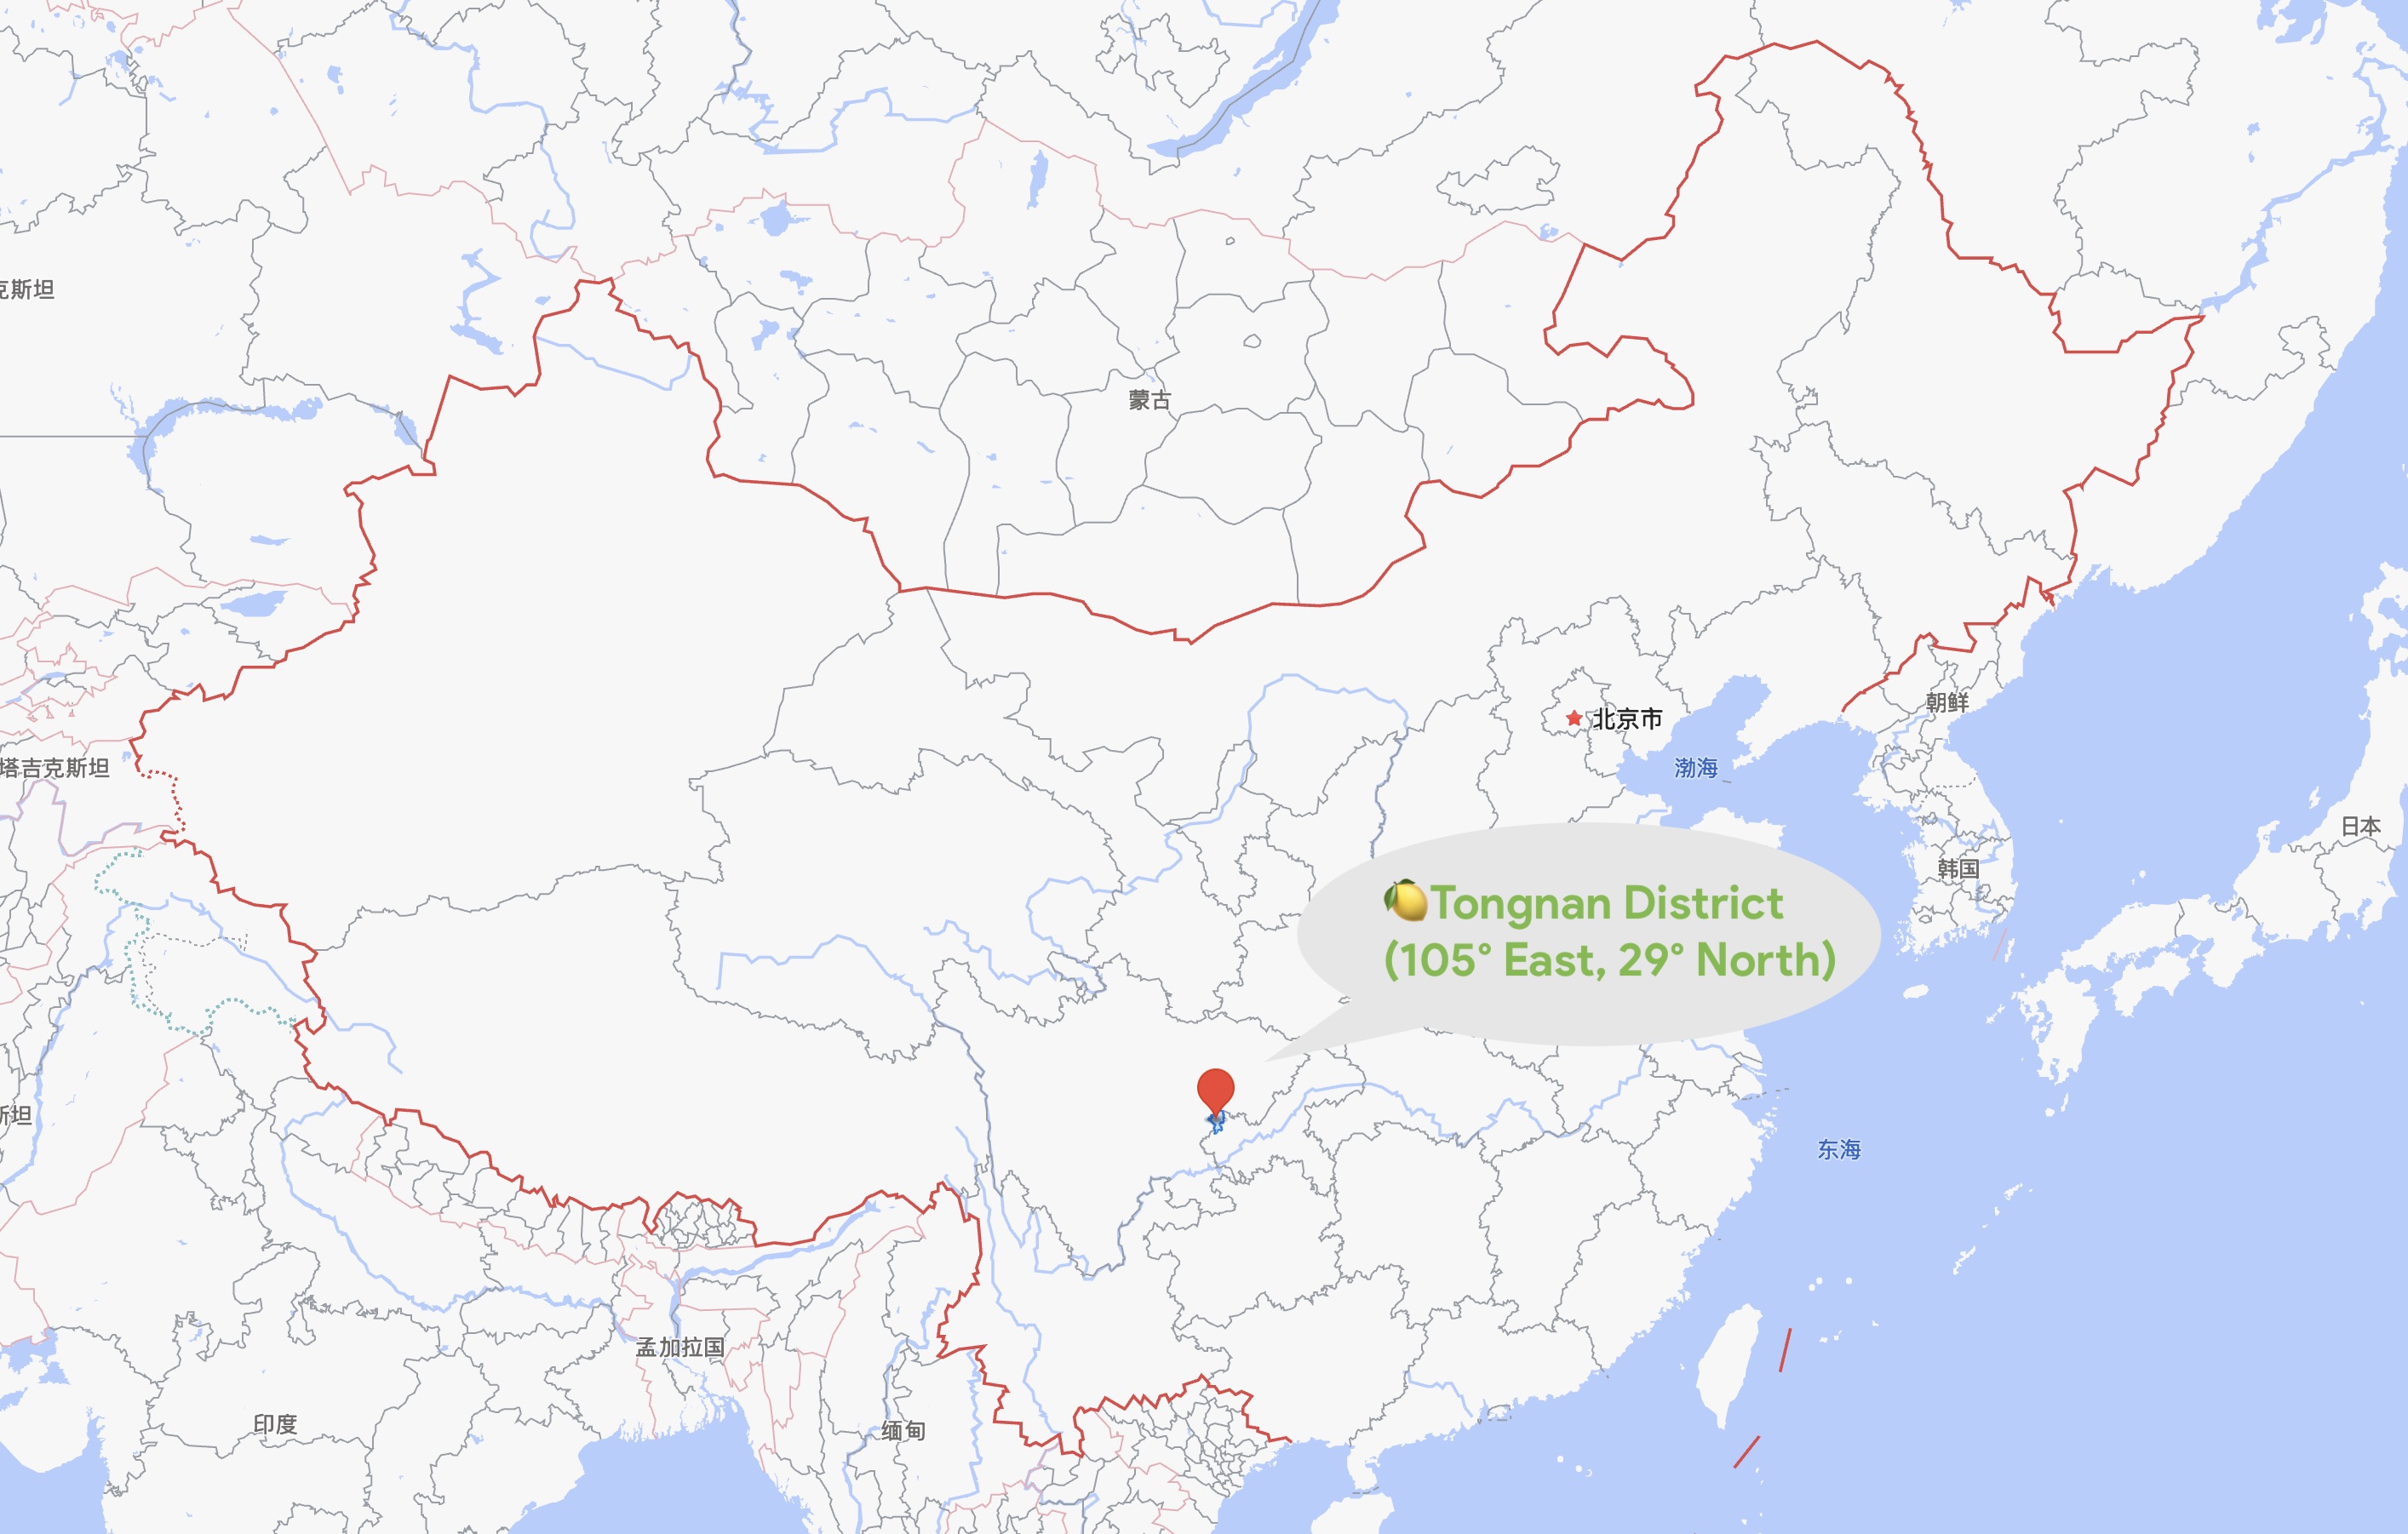 克斯坦
蒙古
北京市
朝鲜
塔吉克斯坦
渤海
日本
韩国
🍋Tongnan District
(105° East, 29° North)
斯坦
东海
孟加拉国
印度
缅甸